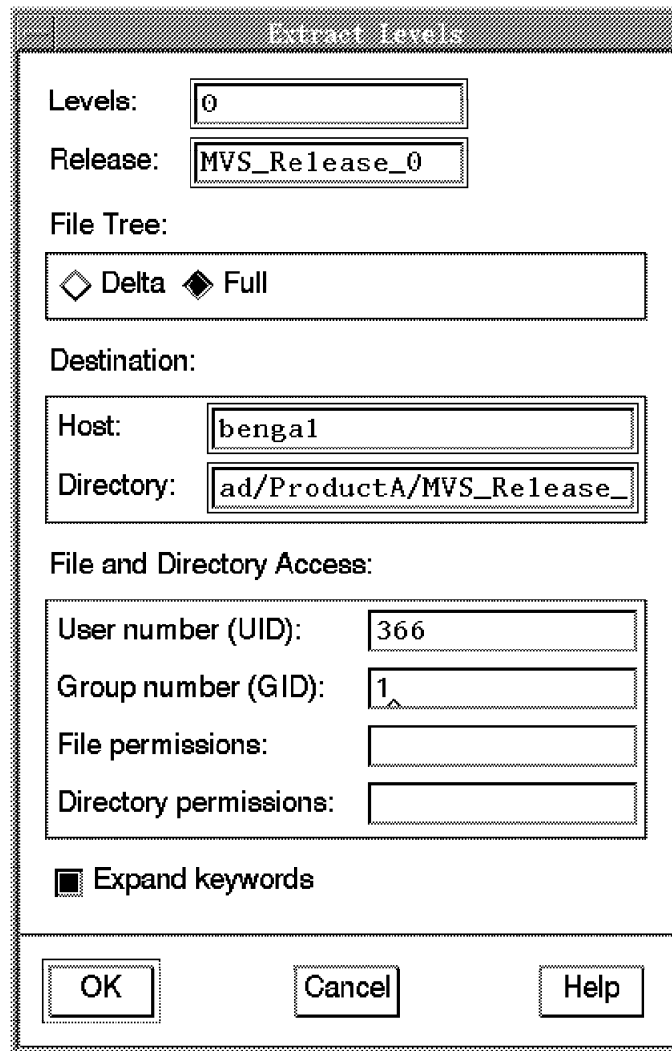 Extract Levels
Levels: 0
Release: MVS_Release_0
File Tree:
Delta Full
Destination:
Host: bengal
Directory: ad/ProductA/MVS_Release_
File and Directory Access:
User number (UID): 366
Group number (GID): 1
File permissions:
Directory permissions:
Expand keywords
OK Cancel Help